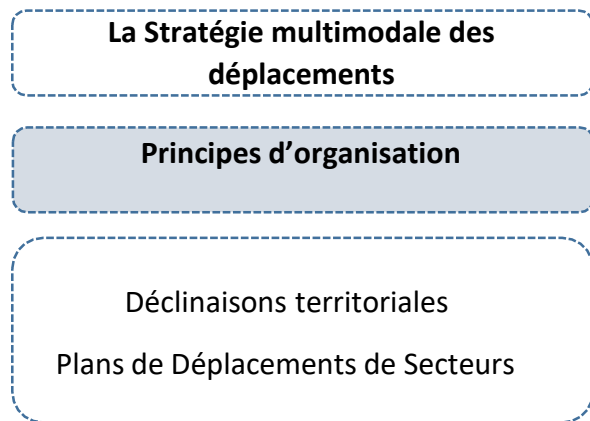 La Stratégie multimodale des
déplacements
Principes d’organisation
Déclinaisons territoriales
Plans de Déplacements de Secteurs